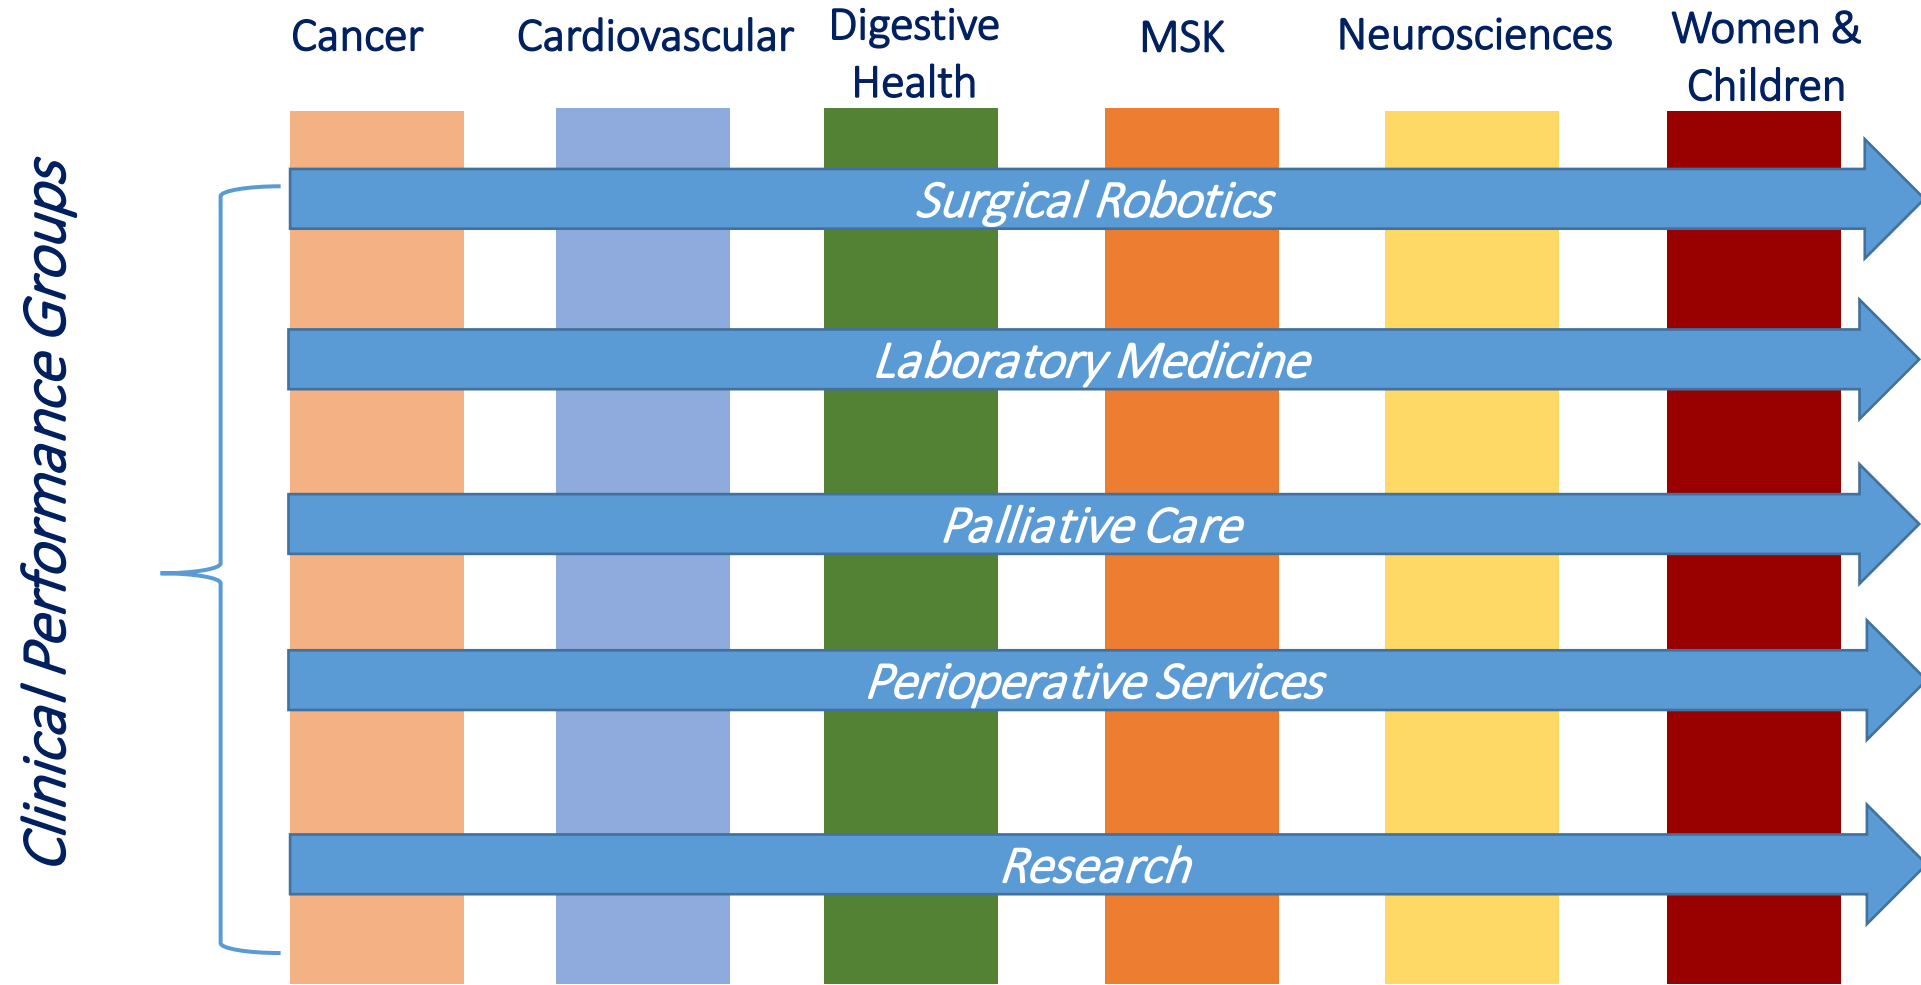 Cancer
Cardiovascular
Digestive
Health
MSK
Neurosciences
Women &
Children
Clinical Performance Groups
Surgical Robotics
Laboratory Medicine
Palliative Care
Perioperative Services
Research